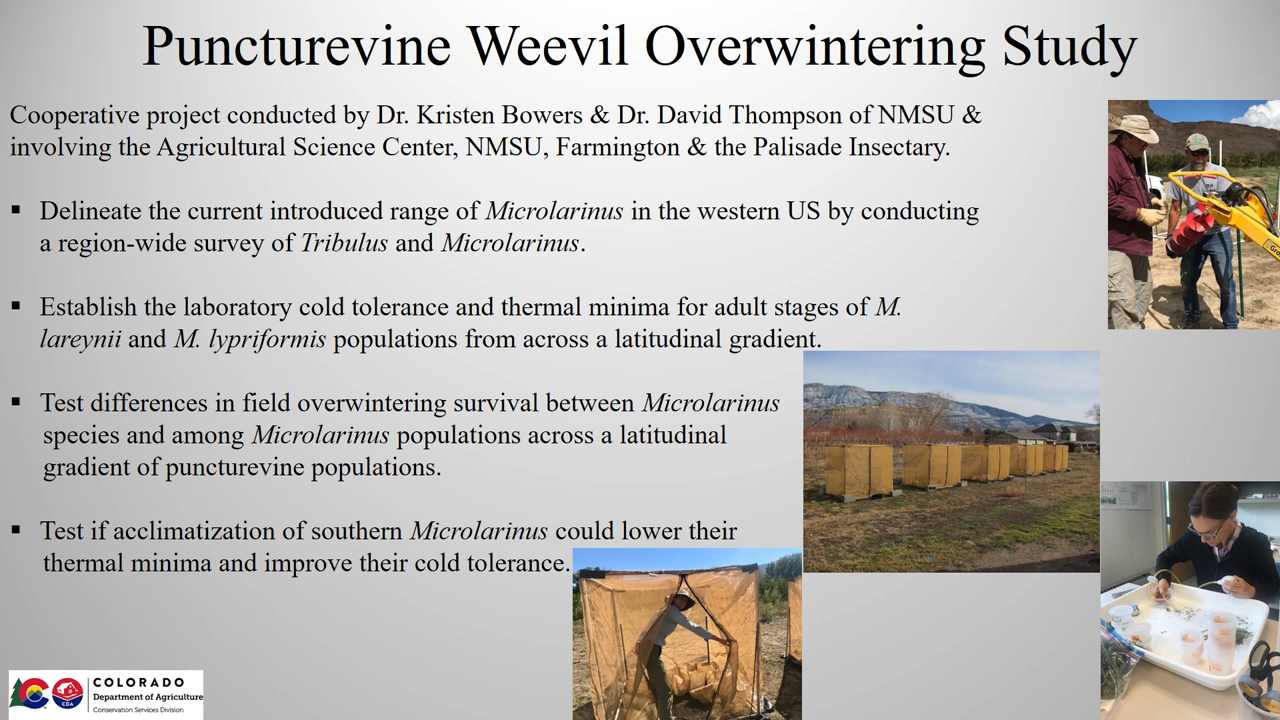 Puncturevine Weevil Overwintering Study
Cooperative project conducted by Dr. Kristen Bowers & Dr. David Thompson of NMSU &
involving the Agricultural Science Center, NMSU, Farmington & the Palisade Insectary.
▪ Delineate the current introduced range of Microlarinus in the western US by conducting
a region-wide survey of Tribulus and Microlarinus.
▪ Establish the laboratory cold tolerance and thermal minima for adult stages of M.
lareynii and M. lypriformis populations from across a latitudinal gradient.
▪ Test differences in field overwintering survival between Microlarinus
species and among Microlarinus populations across a latitudinal
gradient of puncturevine populations.
▪ Test if acclimatization of southern Microlarinus could lower their
thermal minima and improve their cold tolerance.
COLORADO
Department of Agriculture
Conservation Services Division
CDA